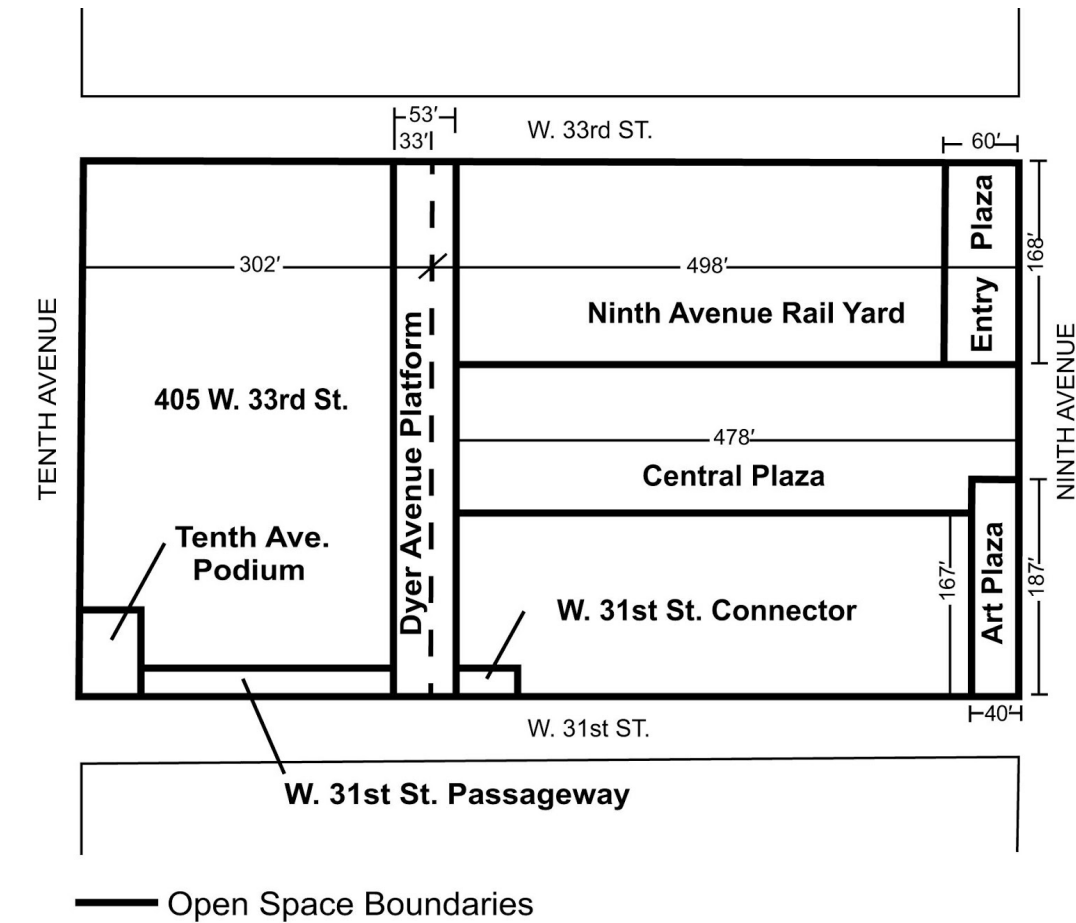 53′
33′
W. 33rd ST.
60′
Entry Plaza
168′
302′
498′
Ninth Avenue Rail Yard
TENTH AVENUE
405 W. 33rd St.
Dyer Avenue Platform
NINTH AVENUE
478′
Central Plaza
Tenth Ave.
Podium
W. 31st St. Connector
167′
Art Plaza
187′
40′
W. 31st ST.
W. 31st St. Passageway
Open Space Boundaries